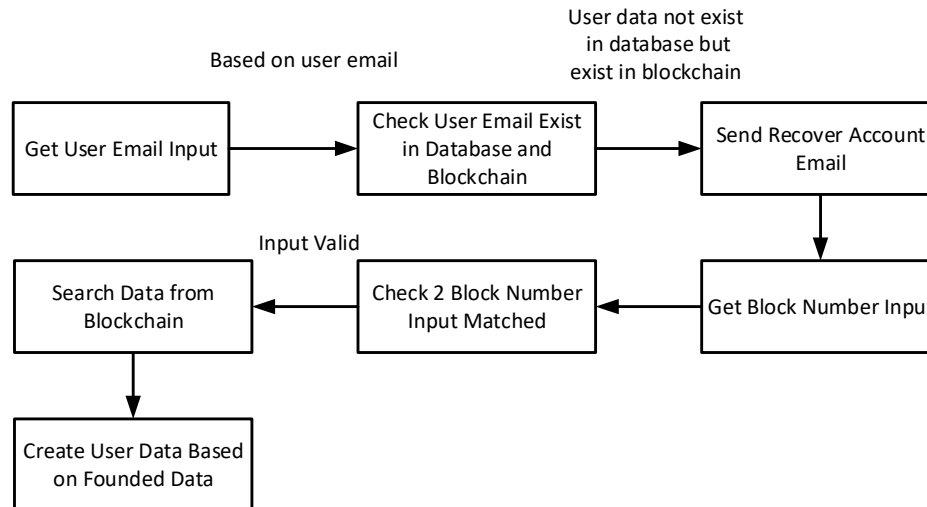 Get User Email Input
Based on user email
Check User Email Exist
in Database and
Blockchain
User data not exist
in database but
exist in blockchain
Send Recover Account
Email
Get Block Number Input
Check 2 Block Number
Input Matched
Input Valid
Search Data from
Blockchain
Create User Data Based
on Founded Data